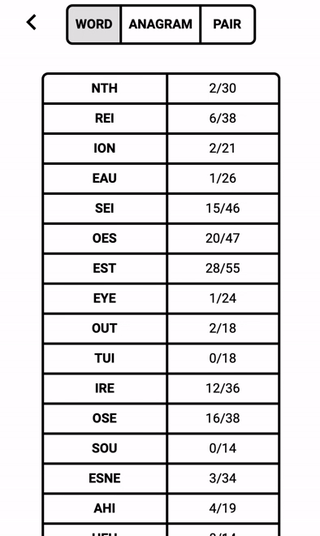 WORD ANAGRAM PAIR
NTH 2/30
REI 6/38
ION 2/21
EAU 1/26
SEI 15/46
OES 20/47
EST 28/55
EYE 1/24
OUT 2/18
TUI 0/18
IRE 12/36
OSE 16/38
SOU 0/14
ESNE 3/34
AHI 4/19